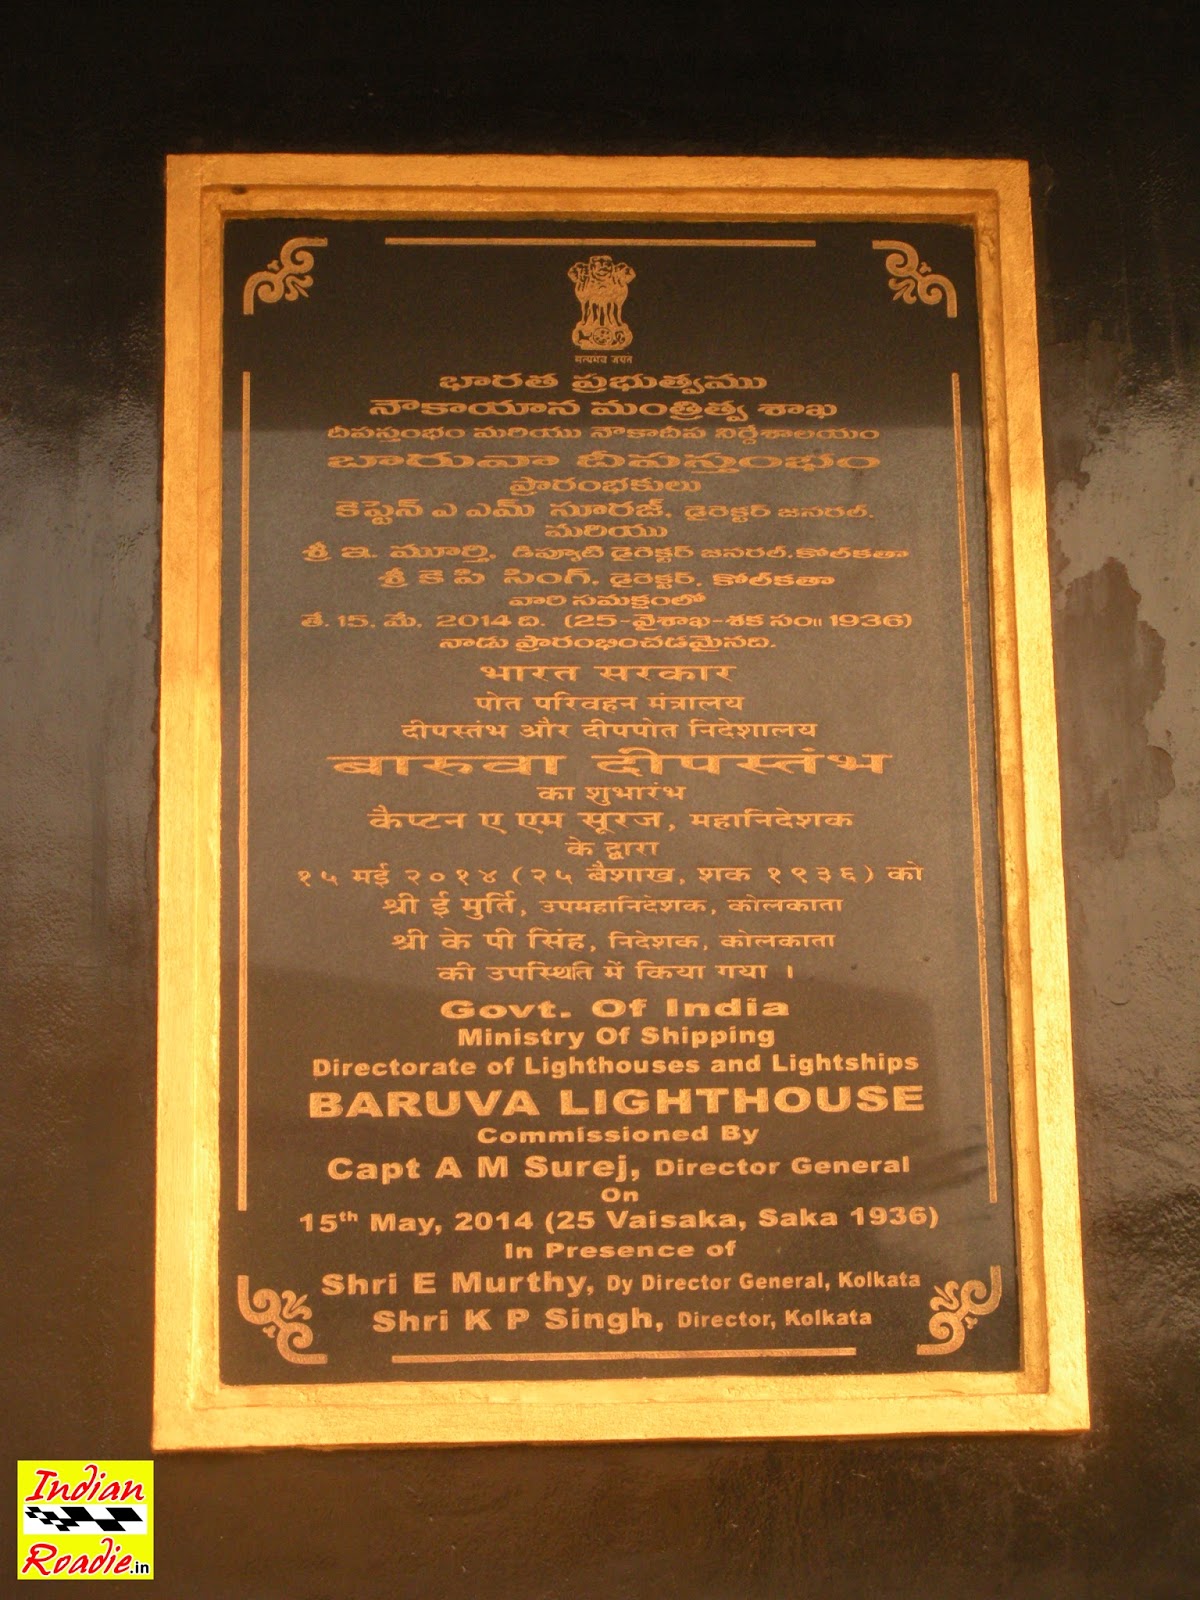 सत्यमेव जयते
భారత ప్రభుత్వము
నౌకాయాన మంత్రిత్వ శాఖ
దీపస్తంభం మరియు నౌకాదీప నిర్దేశాలయం
బారువా దీపస్తంభం
ప్రారంభకులు
కెప్టెన్ ఎ ఎమ్ సూరజ్, డైరెక్టర్ జనరల్.
మరియు
శ్రీ ఇ. మూర్తి, డిప్యూటీ డైరెక్టర్ జనరల్.కోల్‌కతా
శ్రీ కె పి సింగ్, డైరెక్టర్, కోల్‌కతా
వారి సమక్షంలో
తే. 15. మే. 2014 ది. (25-వైశాఖ-శక సం॥ 1936)
నాడు ప్రారంభించడమైనది.
भारत सरकार
पोत परिवहन मंत्रालय
दीपस्तंभ और दीपपोत निदेशालय
बारुवा दीपस्तंभ
का शुभारंभ
कैप्टन ए एम सूरज, महानिदेशक
के द्वारा
१५ मई २०१४ (२५ बैशाख, शक १९३६) को
श्री ई मुर्ति, उपमहानिदेशक, कोलकाता
श्री के पी सिंह, निदेशक, कोलकाता
की उपस्थिति में किया गया ।
Govt. Of India
Ministry Of Shipping
Directorate of Lighthouses and Lightships
BARUVA LIGHTHOUSE
Commissioned By
Capt A M Surej, Director General
On
15th May, 2014 (25 Vaisaka, Saka 1936)
In Presence of
Shri E Murthy, Dy Director General, Kolkata
Shri K P Singh, Director, Kolkata
Indian
Roadie.in